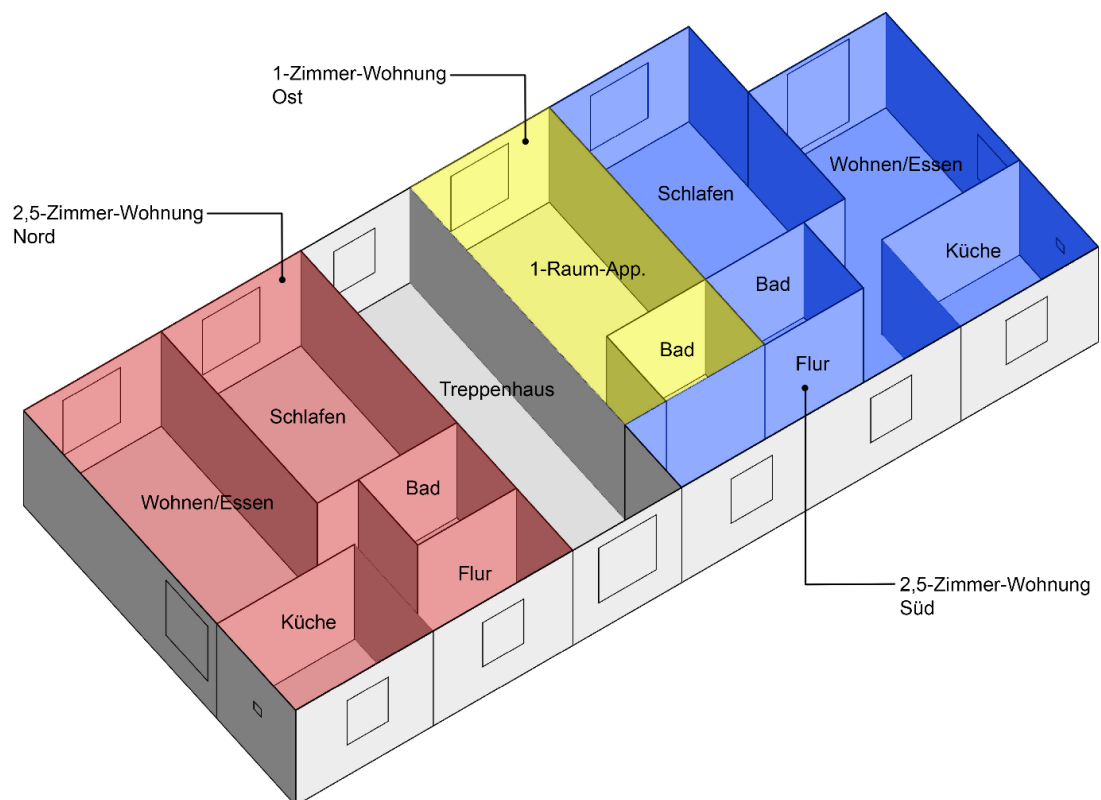 1-Zimmer-Wohnung
Ost
2,5-Zimmer-Wohnung
Nord
Wohnen/Essen
Schlafen
Küche
1-Raum-App.
Bad
Bad
Flur
Treppenhaus
Schlafen
Bad
Wohnen/Essen
Flur
Küche
2,5-Zimmer-Wohnung
Süd